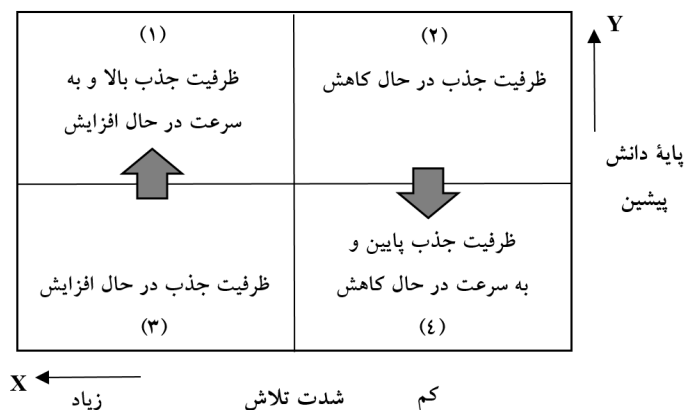 (۱)
ظرفیت جذب بالا و به
سرعت در حال افزایش
(۲)
ظرفیت جذب در حال کاهش
Y
پایۀ دانش
پیشین
ظرفیت جذب در حال افزایش
(۳)
ظرفیت جذب پایین و
به سرعت در حال کاهش
(٤)
کم
شدت تلاش
زیاد
X